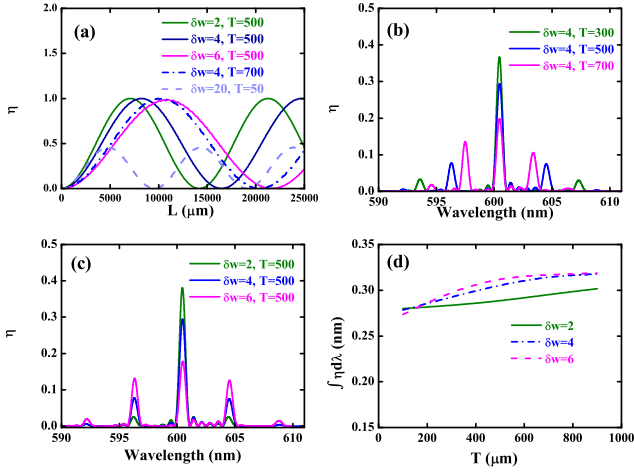 (a)
δw=2, T=500
δw=4, T=500
δw=6, T=500
δw=4, T=700
δw=20, T=50
1.0
0.8
0.6
0.4
0.2
0.0
η
0 5000 10000 15000 20000 25000
L (μm)
(b)
δw=4, T=300
δw=4, T=500
δw=4, T=700
0.5
0.4
0.3
0.2
0.1
0.0
η
590 595 600 605 610
Wavelength (nm)
(c)
δw=2, T=500
δw=4, T=500
δw=6, T=500
0.5
0.4
0.3
0.2
0.1
0.0
η
590 595 600 605 610
Wavelength (nm)
(d)
δw=2
δw=4
δw=6
0.35
0.30
0.25
0.20
0.15
∫ ηdλ (nm)
0 200 400 600 800 1000
T (μm)